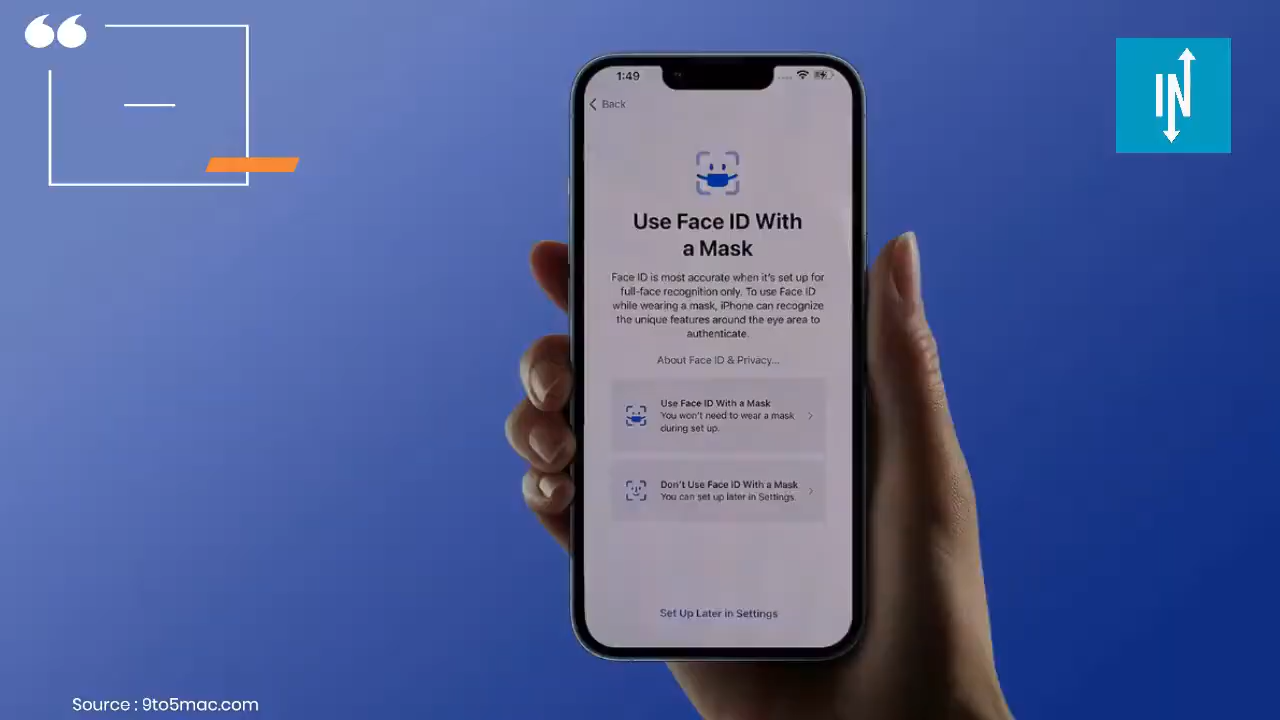 IN
1:49
Back
Use Face ID With
a Mask
Face ID is most accurate when it's set up for
full-face recognition only. To use Face ID
while wearing a mask, iPhone can recognize
the unique features around the eye area to
authenticate.
About Face ID & Privacy...
Use Face ID With a Mask
You won't need to wear a mask
during set up.
Don't Use Face ID With a Mask
You can set up later in Settings.
Set Up Later in Settings
Source : 9to5mac.com